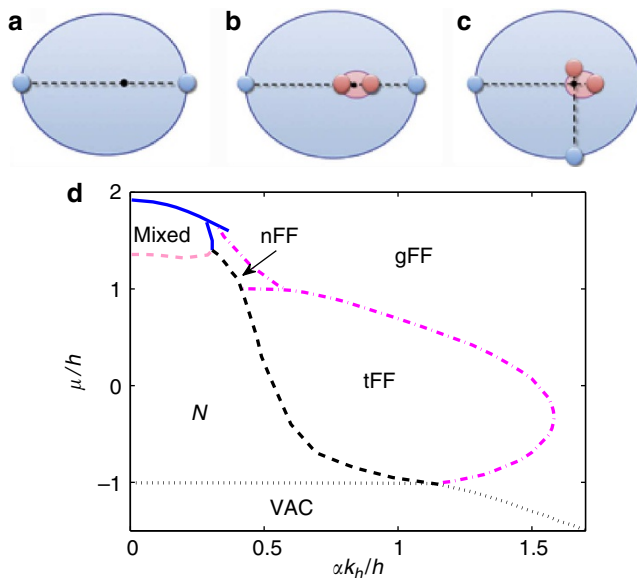 a b c
d
2
Mixed
nFF
gFF
1
μ/h
0
tFF
N
−1
VAC
0 0.5 1 1.5
αk_h/h